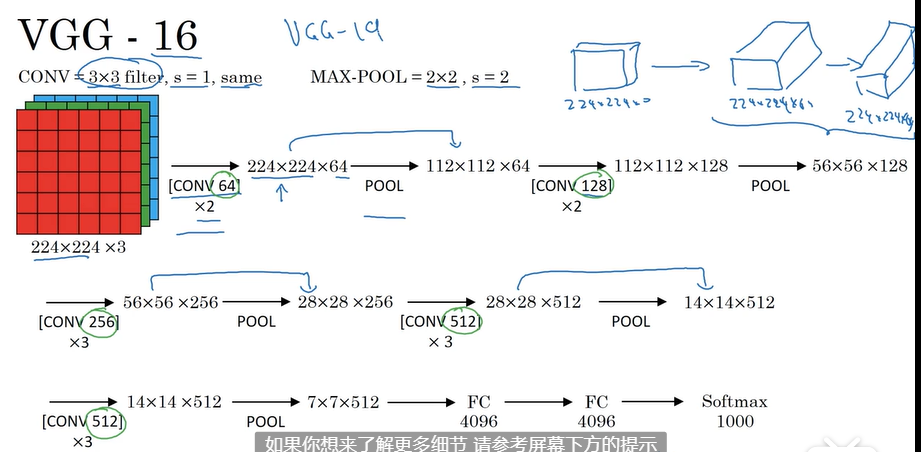 VGG - 16
VGG-19
CONV = 3×3 filter, s = 1, same
MAX-POOL = 2×2 , s = 2
224×224×3
224×224×64
224×224×64
224×224 ×3
[CONV 64]
×2
224×224×64
POOL
112×112 ×64
[CONV 128]
×2
112×112 ×128
POOL
56×56 ×128
[CONV 256]
×3
56×56 ×256
POOL
28×28 ×256
[CONV 512]
× 3
28×28 ×512
POOL
14×14×512
[CONV 512]
×3
14×14 ×512
POOL
7×7×512
FC
4096
FC
4096
Softmax
1000
如果你想来了解更多细节 请参考屏幕下方的提示